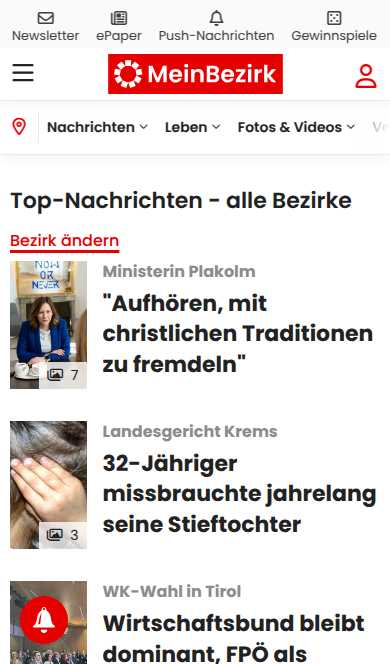 Newsletter ePaper Push-Nachrichten Gewinnspiele
MeinBezirk
Nachrichten Leben Fotos & Videos Ve
Top-Nachrichten - alle Bezirke
Bezirk ändern
NOW
OR
NEVER
7
Ministerin Plakolm
"Aufhören, mit
christlichen Traditionen
zu fremdeln"
3
Landesgericht Krems
32-Jähriger
missbrauchte jahrelang
seine Stieftochter
WK-Wahl in Tirol
Wirtschaftsbund bleibt
dominant, FPÖ als